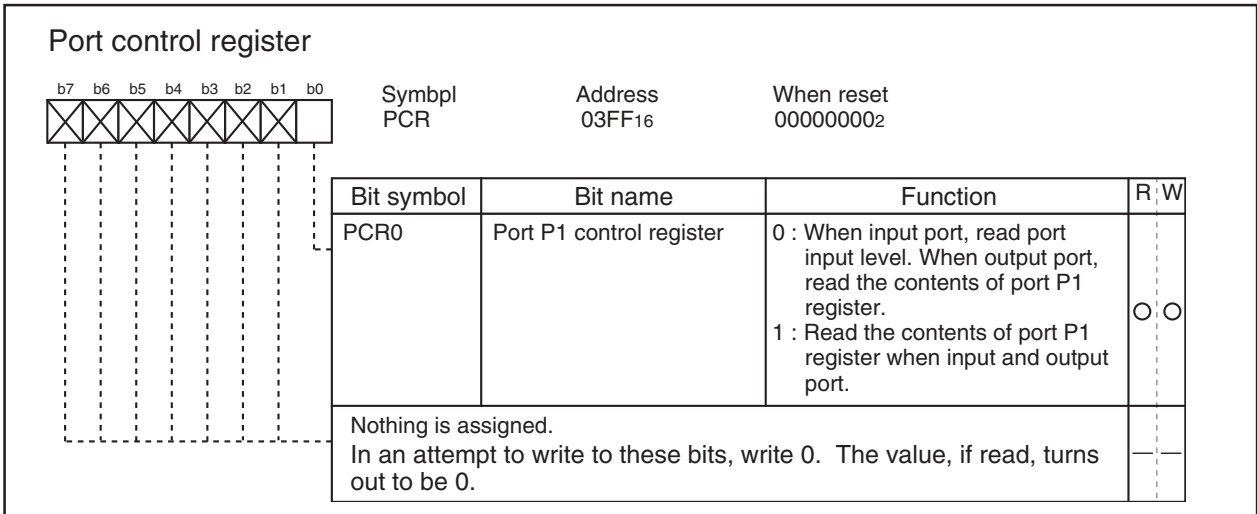 Port control register
b7 b6 b5 b4 b3 b2 b1 b0
Symbpl Address When reset
PCR 03FF16 000000002
Bit symbol Bit name Function R W
PCR0 Port P1 control register 0 : When input port, read port
input level. When output port,
read the contents of port P1
register.
1 : Read the contents of port P1
register when input and output
port.
Nothing is assigned.
In an attempt to write to these bits, write 0. The value, if read, turns
out to be 0.